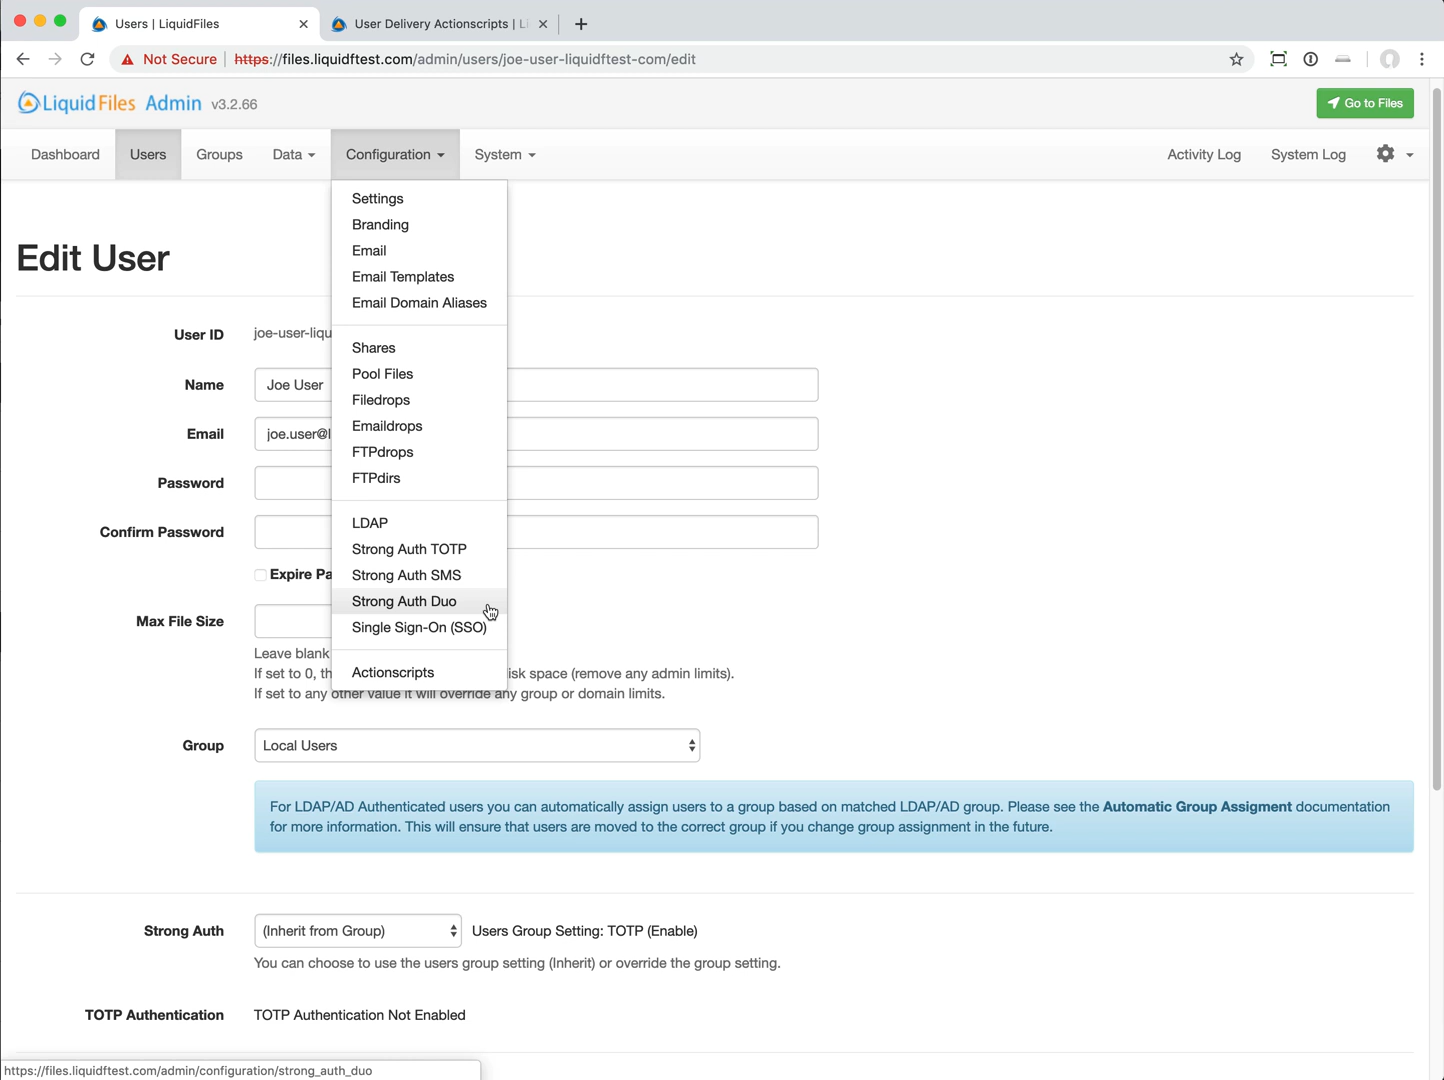 Users | LiquidFiles
User Delivery Actionscripts | Li
Not Secure
https://files.liquidftest.com/admin/users/joe-user-liquidftest-com/edit
LiquidFiles Admin v3.2.66
Go to Files
Dashboard
Users
Groups
Data
Configuration
System
Activity Log
System Log
Settings
Branding
Email
Email Templates
Email Domain Aliases
Shares
Pool Files
Filedrops
Emaildrops
FTPdrops
FTPdirs
LDAP
Strong Auth TOTP
Strong Auth SMS
Strong Auth Duo
Single Sign-On (SSO)
Actionscripts
Edit User
User ID joe-user-liqu
Name Joe User
Email joe.user@l
Password
Confirm Password
Expire Pa
Max File Size
Leave blank
If set to 0, th isk space (remove any admin limits).
If set to any other value it will override any group or domain limits.
Group Local Users
For LDAP/AD Authenticated users you can automatically assign users to a group based on matched LDAP/AD group. Please see the Automatic Group Assigment documentation
for more information. This will ensure that users are moved to the correct group if you change group assignment in the future.
Strong Auth (Inherit from Group) Users Group Setting: TOTP (Enable)
You can choose to use the users group setting (Inherit) or override the group setting.
TOTP Authentication TOTP Authentication Not Enabled
https://files.liquidftest.com/admin/configuration/strong_auth_duo